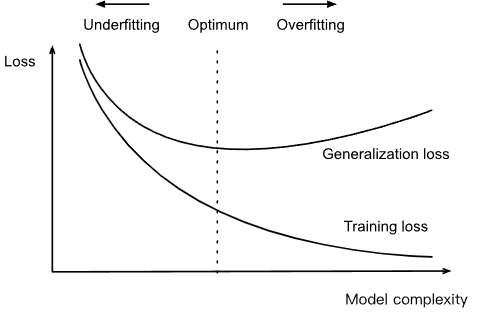 Underfitting Optimum Overfitting
Loss
Generalization loss
Training loss
Model complexity